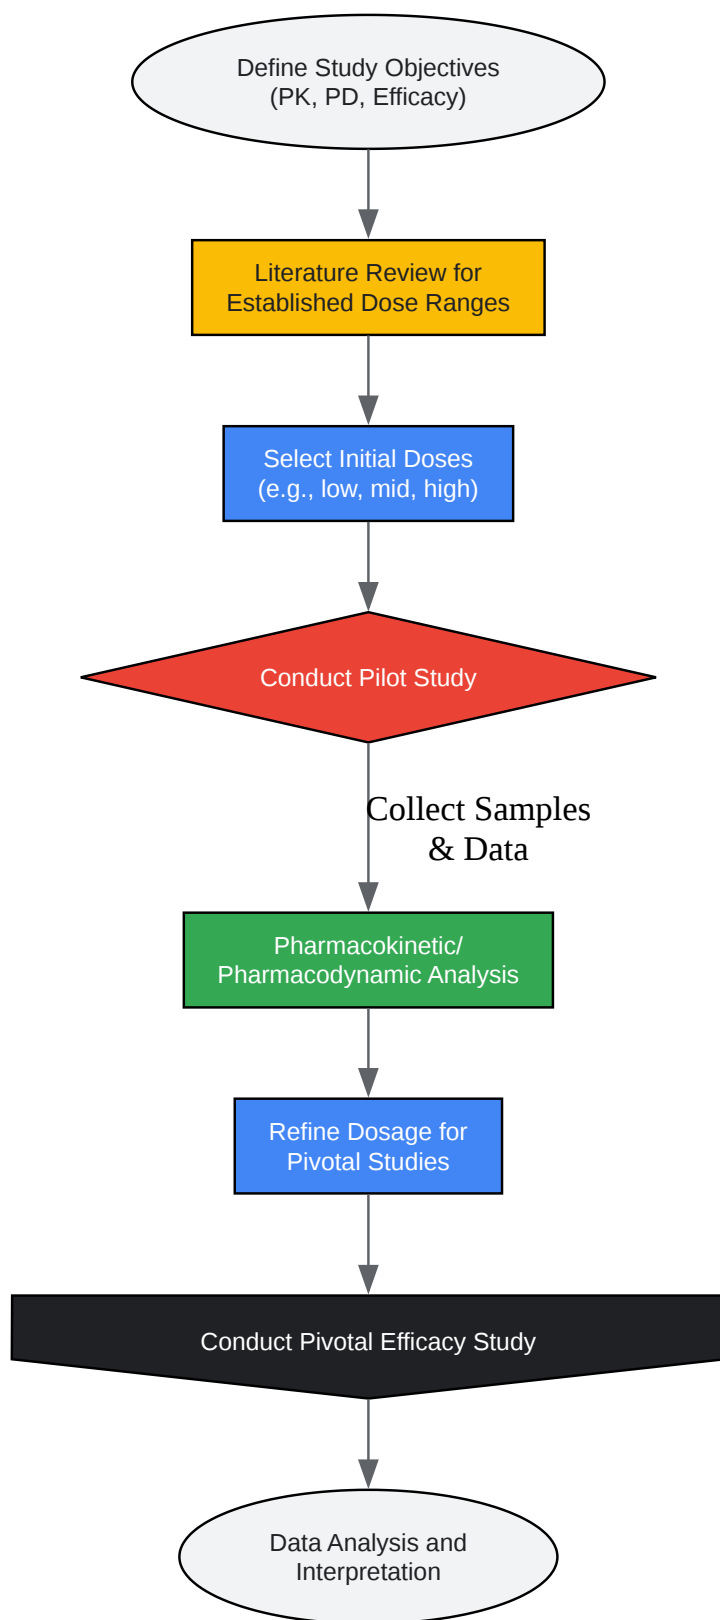 Define Study Objectives
(PK, PD, Efficacy)
Literature Review for
Established Dose Ranges
Select Initial Doses
(e.g., low, mid, high)
Conduct Pilot Study
Collect Samples
& Data
Pharmacokinetic/
Pharmacodynamic Analysis
Refine Dosage for
Pivotal Studies
Conduct Pivotal Efficacy Study
Data Analysis and
Interpretation